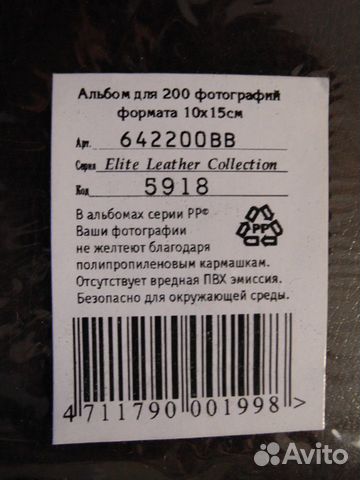 Альбом для 200 фотографий
формата 10х15см
Арт. 642200BB
Серия Elite Leather Collection
Код 5918
В альбомах серии PP©
Ваши фотографии
не желтеют благодаря
полипропиленовым кармашкам.
Отсутствует вредная ПВХ эмиссия.
Безопасно для окружающей среды.
PP
4 711790 001998 >
Avito